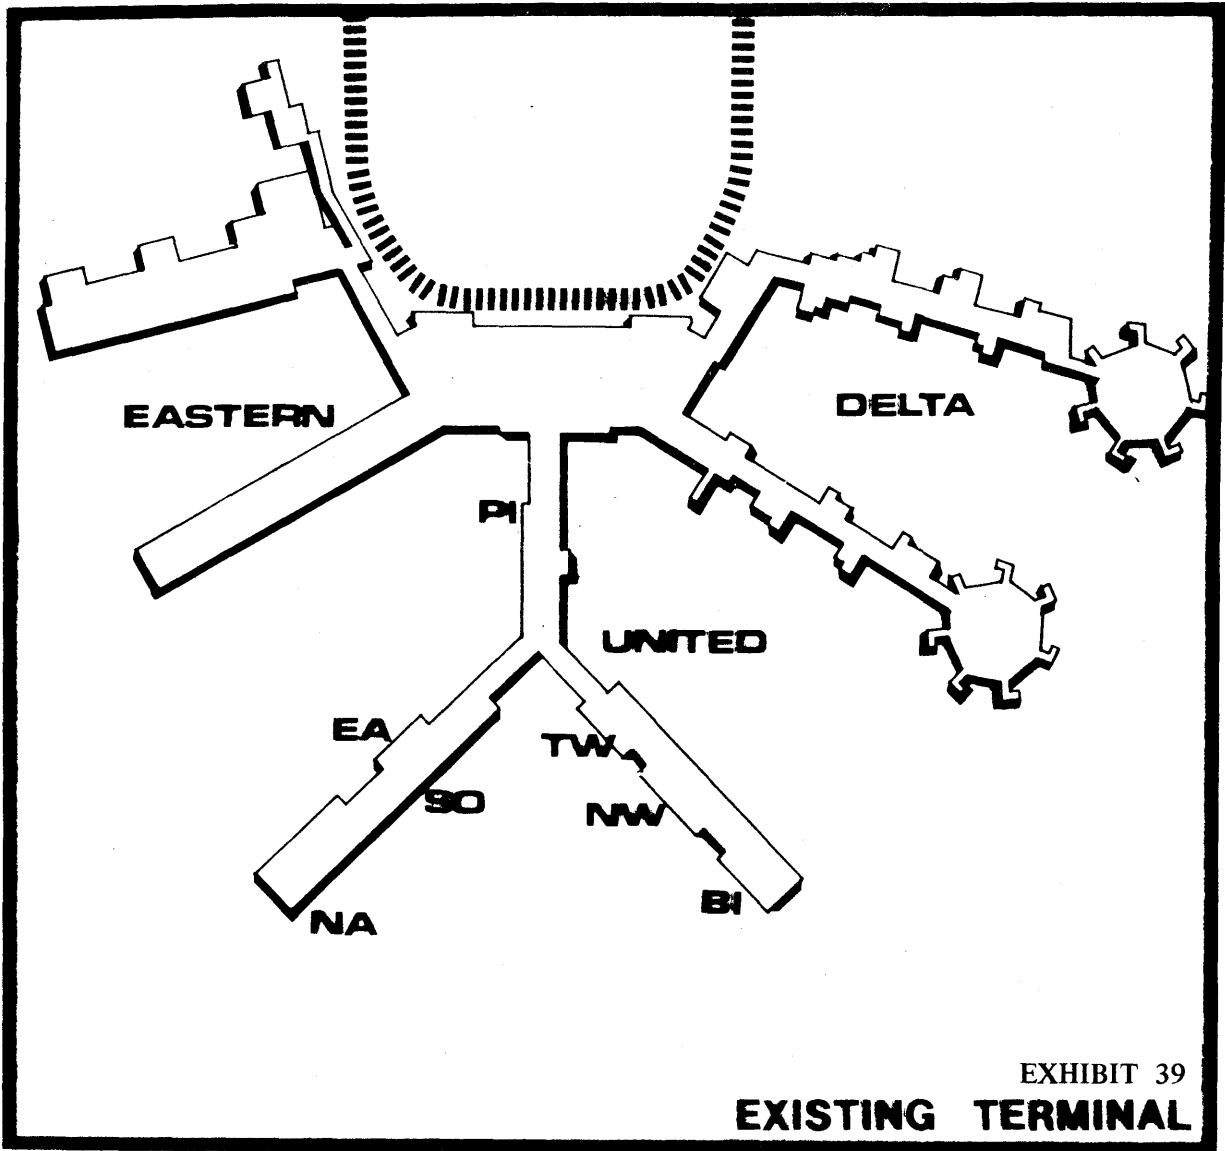 EASTERN
DELTA
PI
UNITED
EA
TW
SO
NW
BI
NA
EXHIBIT 39
EXISTING TERMINAL